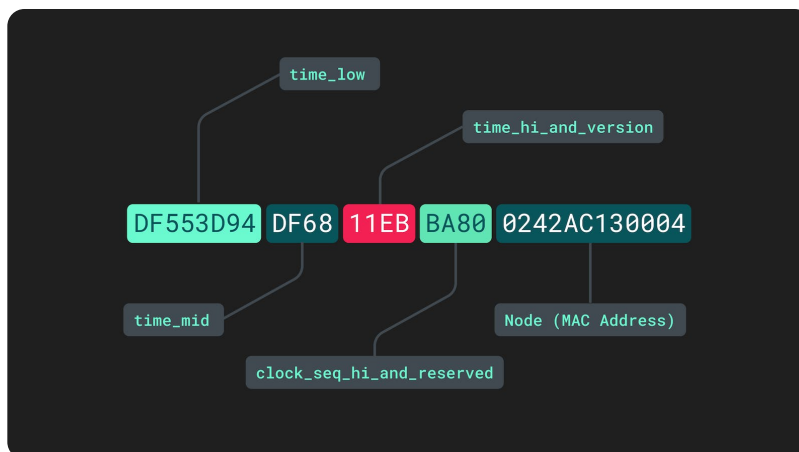 time_low
time_hi_and_version
DF553D94 DF68 11EB BA80 0242AC130004
time_mid
Node (MAC Address)
clock_seq_hi_and_reserved